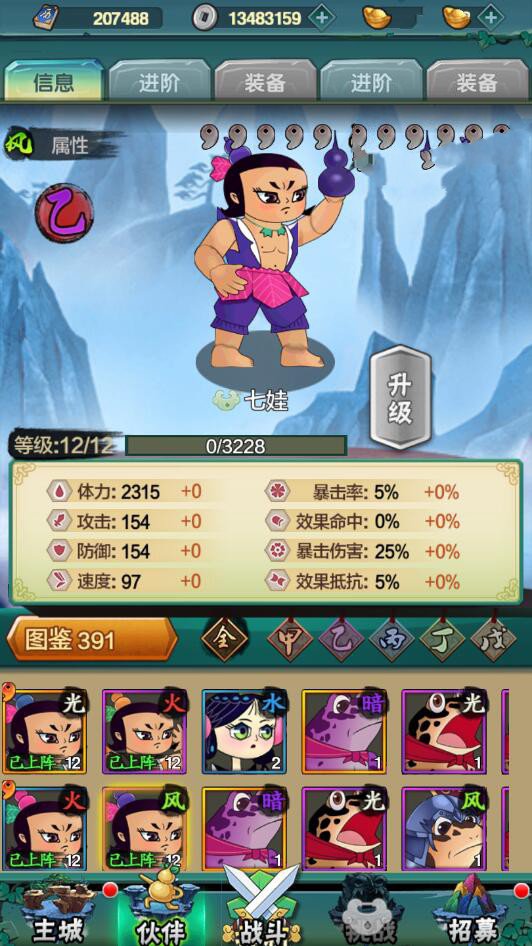 207488 13483159
信息 进阶 装备 进阶 装备
风 属性
乙
七娃
升级
等级:12/12 0/3228
体力: 2315 +0 暴击率: 5% +0%
攻击: 154 +0 效果命中: 0% +0%
防御: 154 +0 暴击伤害: 25% +0%
速度: 97 +0 效果抵抗: 5% +0%
图鉴 391 全 甲 乙 丙 丁 戊
光 火 水 暗 光
已上阵 12 已上阵 12 2 1 1
火 风 暗 光 风
已上阵 12 已上阵 12 1 1 1
主城 伙伴 战斗 挑战 招募